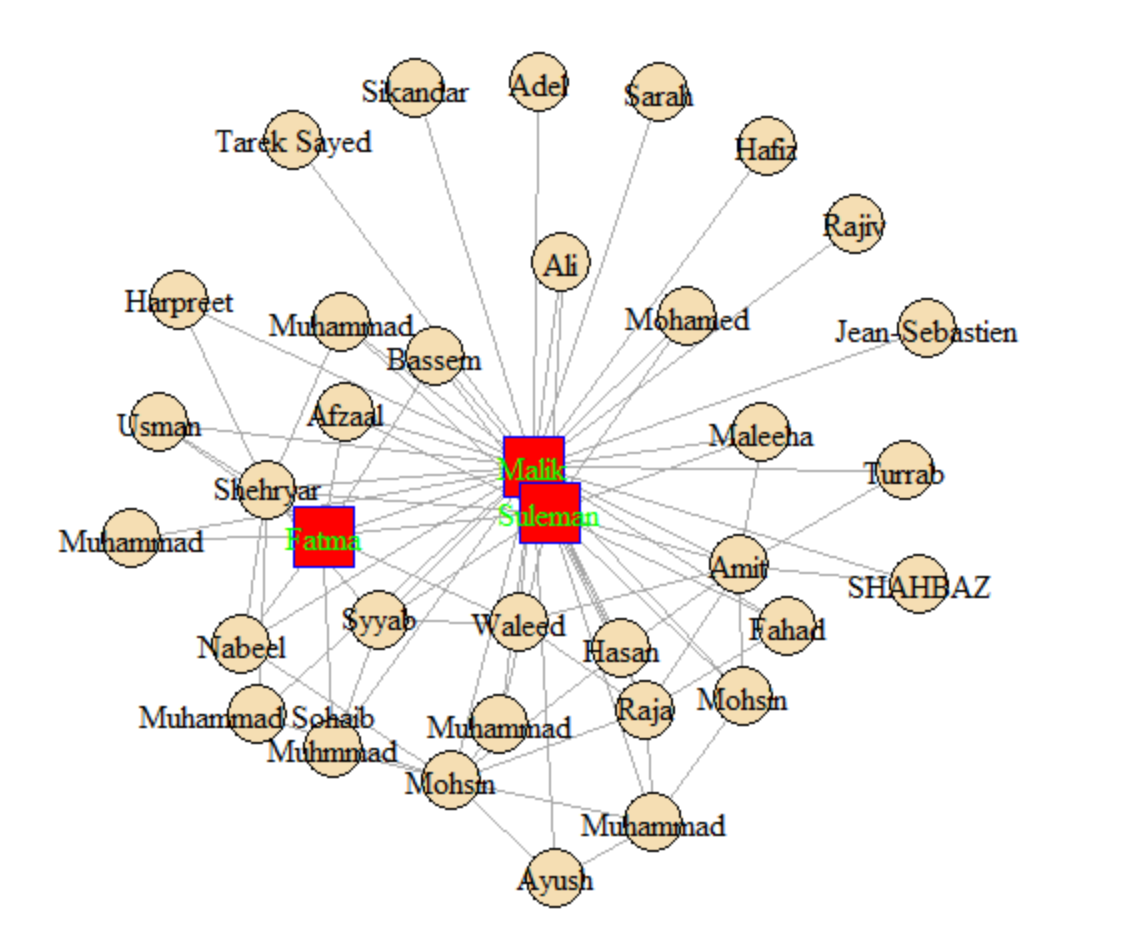 Adel
Sikandar
Sarah
Tarek Sayed
Hafiz
Rajiv
Ali
Harpreet
Muhammad
Mohamed
Jean-Sebastien
Bassem
Afzaal
Usman
Maleeha
Malik
Turrab
Shehryar
Suleman
Muhammad
Fatma
Amit
SHAHBAZ
Syyab
Waleed
Fahad
Nabeel
Hasan
Mohsin
Raja
Muhammad Sohaib
Muhammad
Muhmmad
Mohsin
Muhammad
Ayush